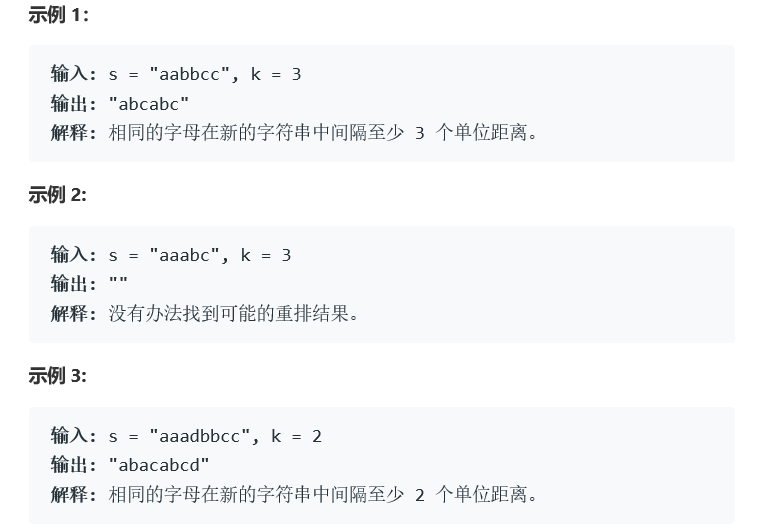 示例 1:
输入: s = "aabbcc", k = 3
输出: "abcabc"
解释: 相同的字母在新的字符串中间隔至少 3 个单位距离。
示例 2:
输入: s = "aaabc", k = 3
输出: ""
解释: 没有办法找到可能的重排结果。
示例 3:
输入: s = "aaadbbcc", k = 2
输出: "abacabcd"
解释: 相同的字母在新的字符串中间隔至少 2 个单位距离。